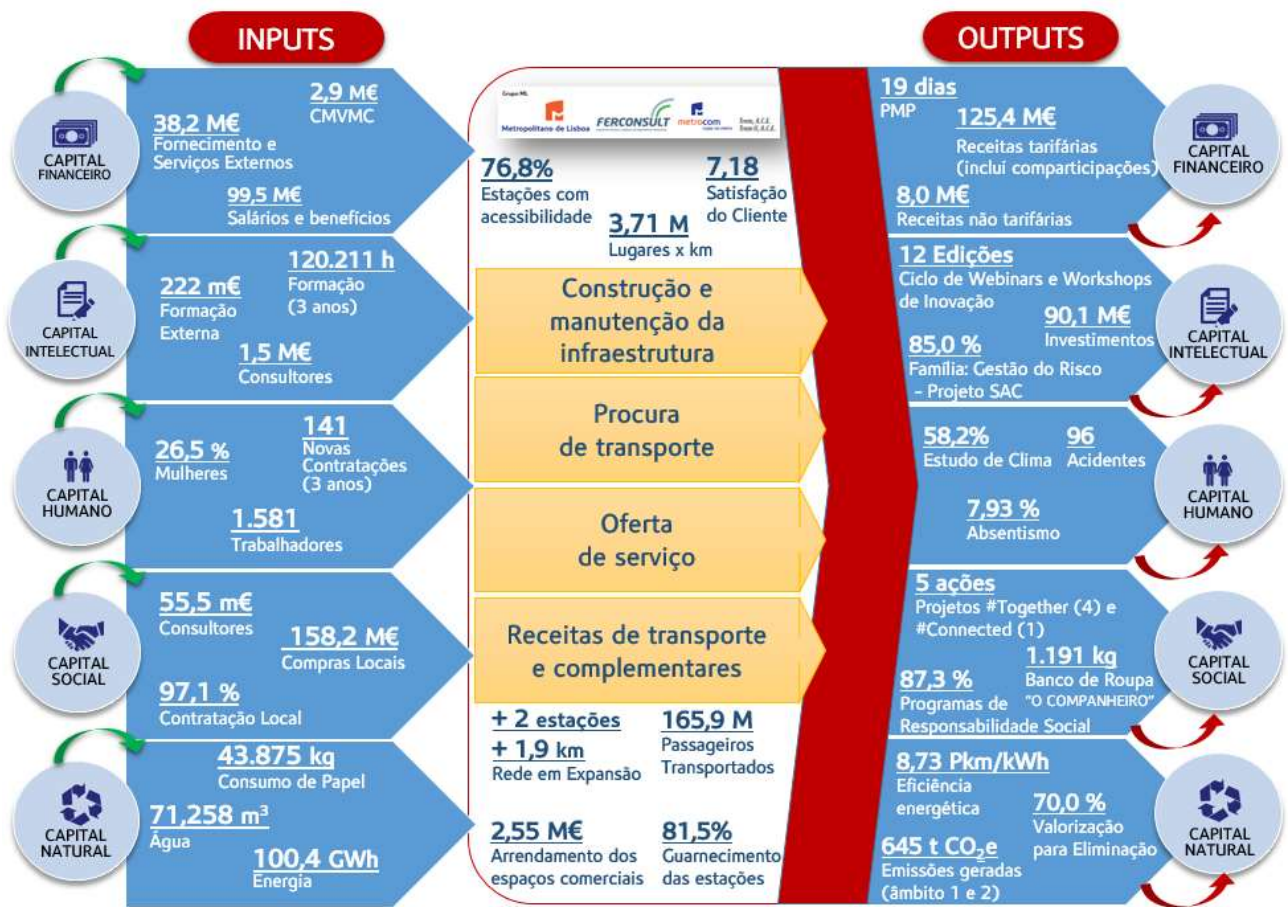 INPUTS
OUTPUTS
CAPITAL
FINANCEIRO
2,9 M€
CMVMC
38,2 M€
Fornecimento e
Serviços Externos
99,5 M€
Salários e benefícios
CAPITAL
INTELECTUAL
120.211 h
Formação
(3 anos)
222 m€
Formação
Externa
1,5 M€
Consultores
CAPITAL
HUMANO
141
Novas
Contratações
(3 anos)
26,5 %
Mulheres
1.581
Trabalhadores
CAPITAL
SOCIAL
55,5 m€
Consultores
158,2 M€
Compras Locais
97,1 %
Contratação Local
CAPITAL
NATURAL
43.875 kg
Consumo de Papel
71,258 m³
Água
100,4 GWh
Energia
Grupo ML
Metropolitano de Lisboa
FERCONSULT
metrocom
76,8%
Estações com
acessibilidade
7,18
Satisfação
do Cliente
3,71 M
Lugares x km
Construção e
manutenção da
infraestrutura
Procura
de transporte
Oferta
de serviço
Receitas de transporte
e complementares
+ 2 estações
+ 1,9 km
Rede em Expansão
165,9 M
Passageiros
Transportados
2,55 M€
Arrendamento dos
espaços comerciais
81,5%
Guarnecimento
das estações
19 dias
PMP
125,4 M€
Receitas tarifárias
(incluí comparticipações)
8,0 M€
Receitas não tarifárias
CAPITAL
FINANCEIRO
12 Edições
Ciclo de Webinars e Workshops
de Inovação
90,1 M€
Investimentos
85,0 %
Família: Gestão do Risco
– Projeto SAC
CAPITAL
INTELECTUAL
58,2%
Estudo de Clima
96
Acidentes
7,93 %
Absentismo
CAPITAL
HUMANO
5 ações
Projetos #Together (4) e
#Connected (1)
1.191 kg
Banco de Roupa
"O COMPANHEIRO"
87,3 %
Programas de
Responsabilidade Social
CAPITAL
SOCIAL
8,73 Pkm/kWh
Eficiência
energética
70,0 %
Valorização
para Eliminação
645 t CO₂e
Emissões geradas
(âmbito 1 e 2)
CAPITAL
NATURAL